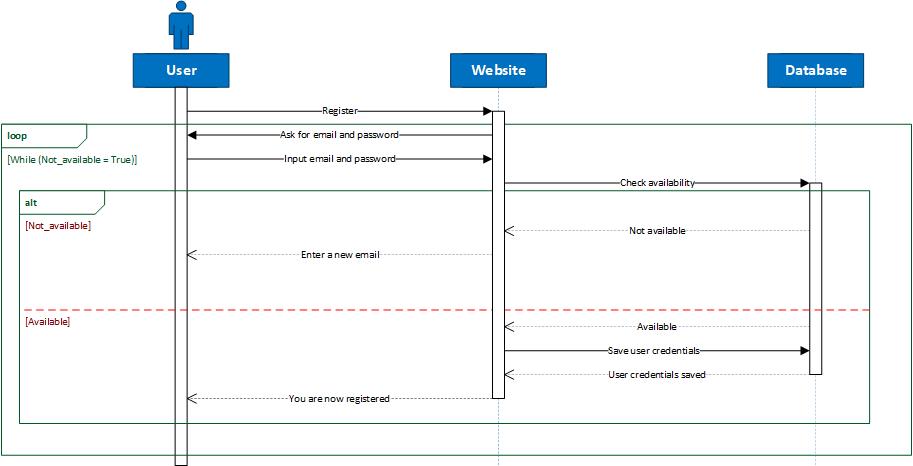 User
Website
Database
Register
loop
Ask for email and password
[While (Not_available = True)]
Input email and password
Check availability
alt
[Not_available]
Not available
Enter a new email
[Available]
Available
Save user credentials
User credentials saved
You are now registered